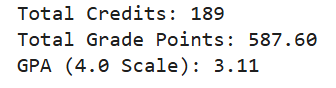 Total Credits: 189
Total Grade Points: 587.60
GPA (4.0 Scale): 3.11